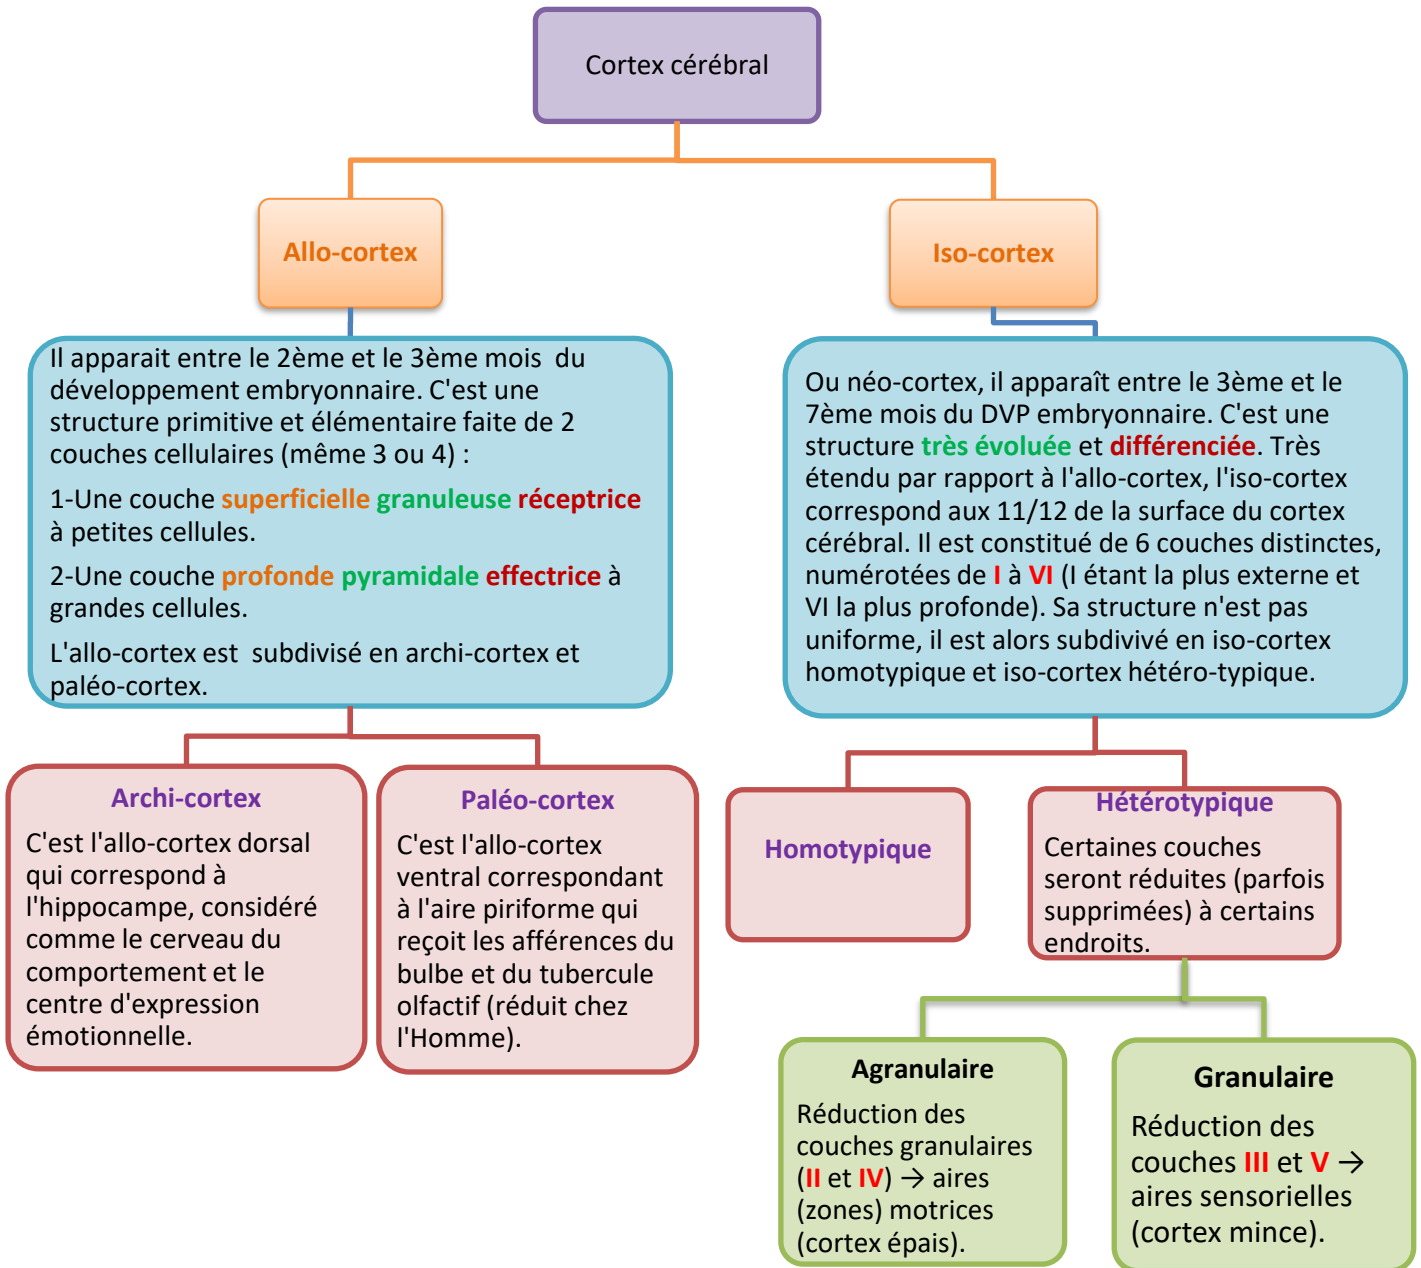 Cortex cérébral
Allo-cortex
Iso-cortex
Il apparait entre le 2ème et le 3ème mois du
développement embryonnaire. C'est une
structure primitive et élémentaire faite de 2
couches cellulaires (même 3 ou 4) :
1-Une couche superficielle granuleuse réceptrice
à petites cellules.
2-Une couche profonde pyramidale effectrice à
grandes cellules.
L'allo-cortex est subdivisé en archi-cortex et
paléo-cortex.
Ou néo-cortex, il apparaît entre le 3ème et le
7ème mois du DVP embryonnaire. C'est une
structure très évoluée et différenciée. Très
étendu par rapport à l'allo-cortex, l'iso-cortex
correspond aux 11/12 de la surface du cortex
cérébral. Il est constitué de 6 couches distinctes,
numérotées de I à VI (I étant la plus externe et
VI la plus profonde). Sa structure n'est pas
uniforme, il est alors subdivivé en iso-cortex
homotypique et iso-cortex hétéro-typique.
Archi-cortex
C'est l'allo-cortex dorsal
qui correspond à
l'hippocampe, considéré
comme le cerveau du
comportement et le
centre d'expression
émotionnelle.
Paléo-cortex
C'est l'allo-cortex
ventral correspondant
à l'aire piriforme qui
reçoit les afférences du
bulbe et du tubercule
olfactif (réduit chez
l'Homme).
Homotypique
Hétérotypique
Certaines couches
seront réduites (parfois
supprimées) à certains
endroits.
Agranulaire
Réduction des
couches granulaires
(II et IV) → aires
(zones) motrices
(cortex épais).
Granulaire
Réduction des
couches III et V →
aires sensorielles
(cortex mince).